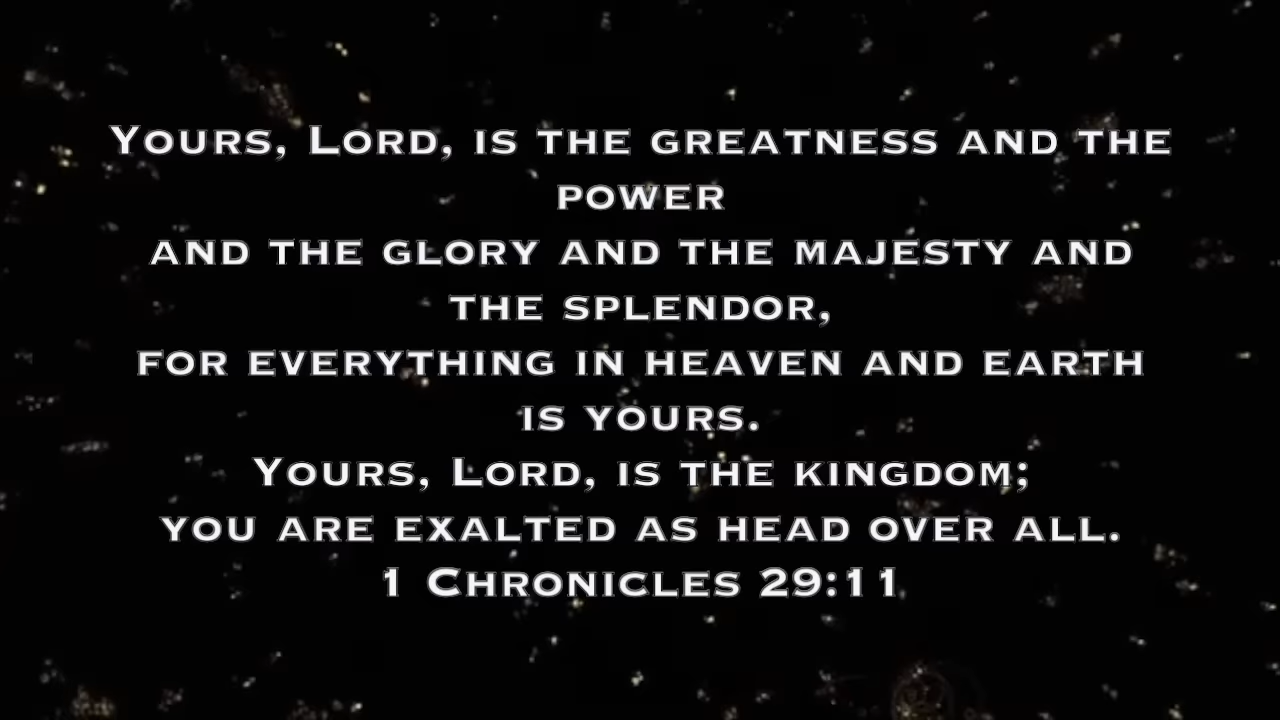 Yours, Lord, is the greatness and the
power
and the glory and the majesty and
the splendor,
for everything in heaven and earth
is yours.
Yours, Lord, is the kingdom;
you are exalted as head over all.
1 Chronicles 29:11